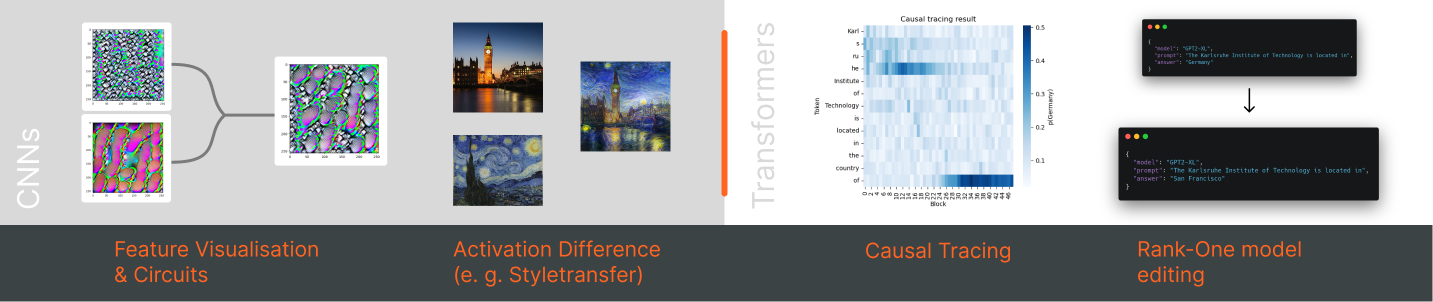 CNNs
Feature Visualisation
& Circuits
Activation Difference
(e. g. Styletransfer)
Transformers
Causal tracing result
Token
Karl
s
ru
he
Institute
of
Technology
is
located
in
the
country
of
0 2 4 6 8 10 12 14 16 18 20 22 24 26 28 30 32 34 36 38 40 42 44 46
Block
0.5
0.4
0.3
0.2
0.1
p(Germany)
Causal Tracing
{
"model": "GPT2-XL",
"prompt": "The Karlsruhe Institute of Technology is located in",
"answer": "Germany"
}
{
"model": "GPT2-XL",
"prompt": "The Karlsruhe Institute of Technology is located in",
"answer": "San Francisco"
}
Rank-One model
editing